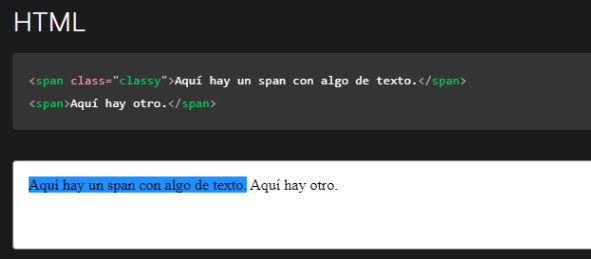 HTML
<span class="classy">Aquí hay un span con algo de texto.</span>
<span>Aquí hay otro.</span>
Aquí hay un span con algo de texto. Aquí hay otro.